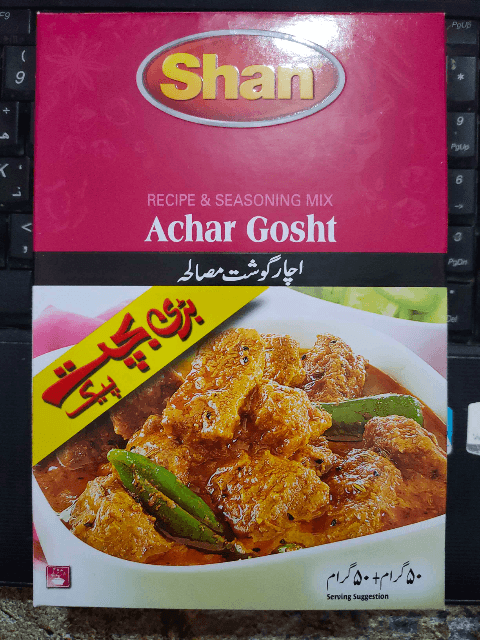 Shan
RECIPE & SEASONING MIX
Achar Gosht
اچار گوشت مصالحہ
بڑی بچت
پیک
۵۰ گرام + ۵۰ گرام
Serving Suggestion